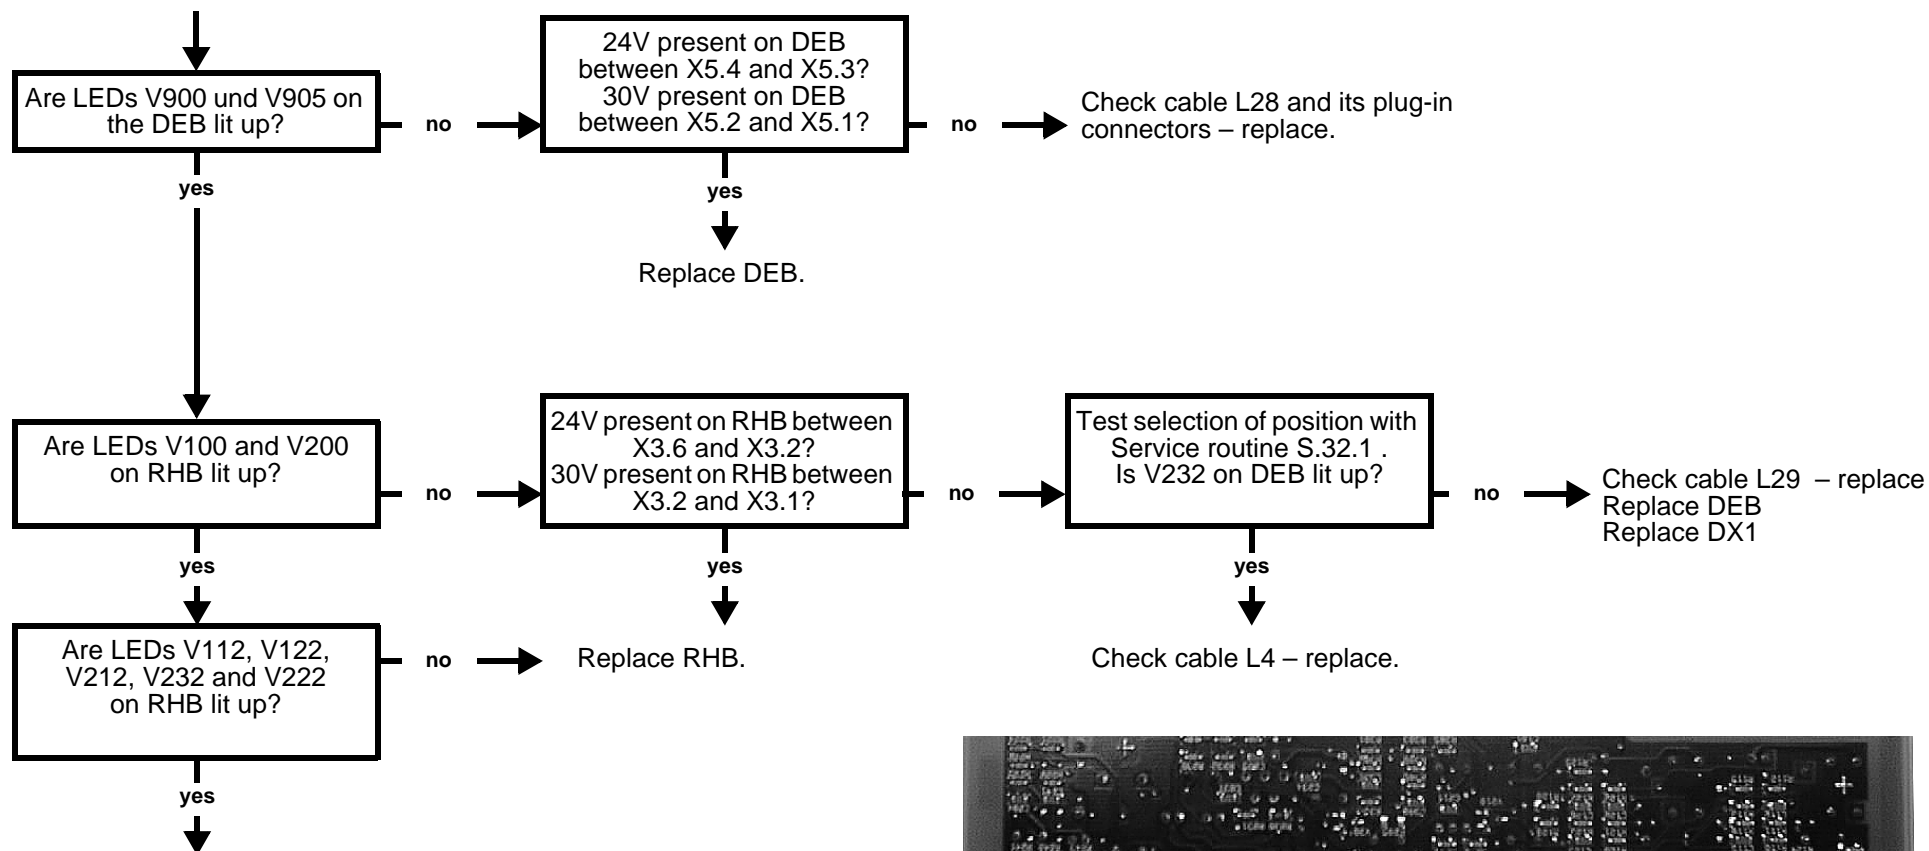 Are LEDs V900 und V905 on
the DEB lit up?
no
24V present on DEB
between X5.4 and X5.3?
30V present on DEB
between X5.2 and X5.1?
no
Check cable L28 and its plug-in
connectors – replace.
yes
yes
Replace DEB.
Are LEDs V100 and V200
on RHB lit up?
no
24V present on RHB between
X3.6 and X3.2?
30V present on RHB between
X3.2 and X3.1?
no
Test selection of position with
Service routine S.32.1 .
Is V232 on DEB lit up?
no
Check cable L29 – replace
Replace DEB
Replace DX1
yes
yes
yes
Are LEDs V112, V122,
V212, V232 and V222
on RHB lit up?
no
Replace RHB.
Check cable L4 – replace.
yes